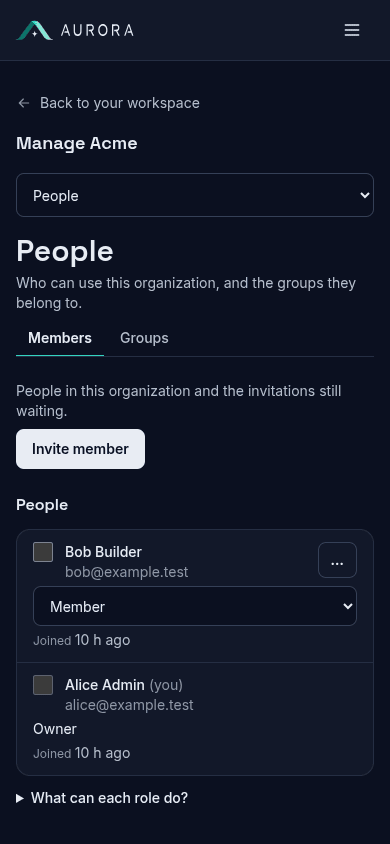 AURORA
← Back to your workspace
Manage Acme
People
People
Who can use this organization, and the groups they
belong to.
Members Groups
People in this organization and the invitations still
waiting.
Invite member
People
Bob Builder
...
bob@example.test
Member
Joined 10 h ago
Alice Admin (you)
alice@example.test
Owner
Joined 10 h ago
What can each role do?